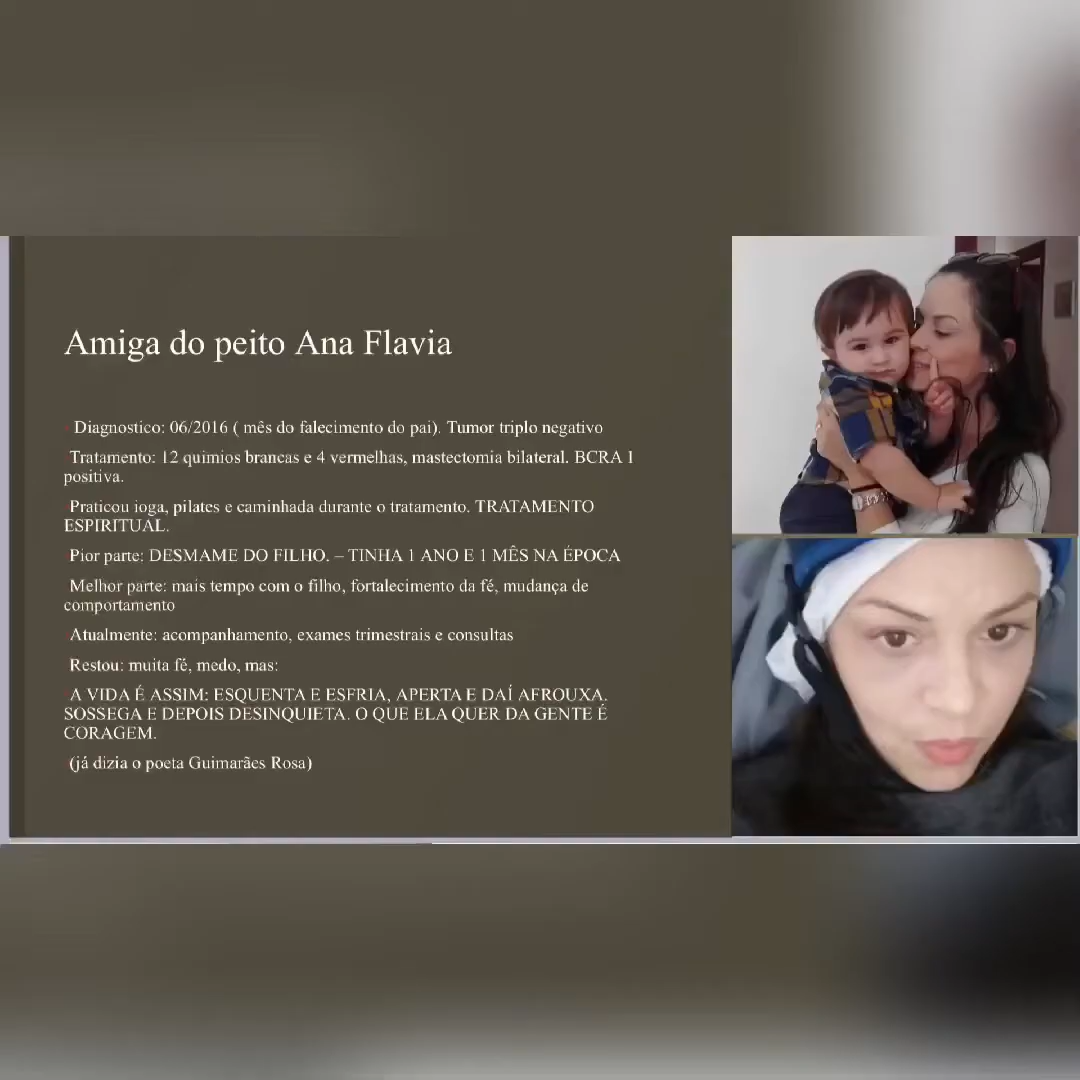 Amiga do peito Ana Flavia
Diagnostico: 06/2016 ( mês do falecimento do pai). Tumor triplo negativo
Tratamento: 12 quimios brancas e 4 vermelhas, mastectomia bilateral. BCRA 1
positiva.
Praticou ioga, pilates e caminhada durante o tratamento. TRATAMENTO
ESPIRITUAL.
Pior parte: DESMAME DO FILHO. – TINHA 1 ANO E 1 MÊS NA ÉPOCA
Melhor parte: mais tempo com o filho, fortalecimento da fé, mudança de
comportamento
Atualmente: acompanhamento, exames trimestrais e consultas
Restou: muita fé, medo, mas:
A VIDA É ASSIM: ESQUENTA E ESFRIA, APERTA E DAÍ AFROUXA.
SOSSEGA E DEPOIS DESINQUIETA. O QUE ELA QUER DA GENTE É
CORAGEM.
(já dizia o poeta Guimarães Rosa)